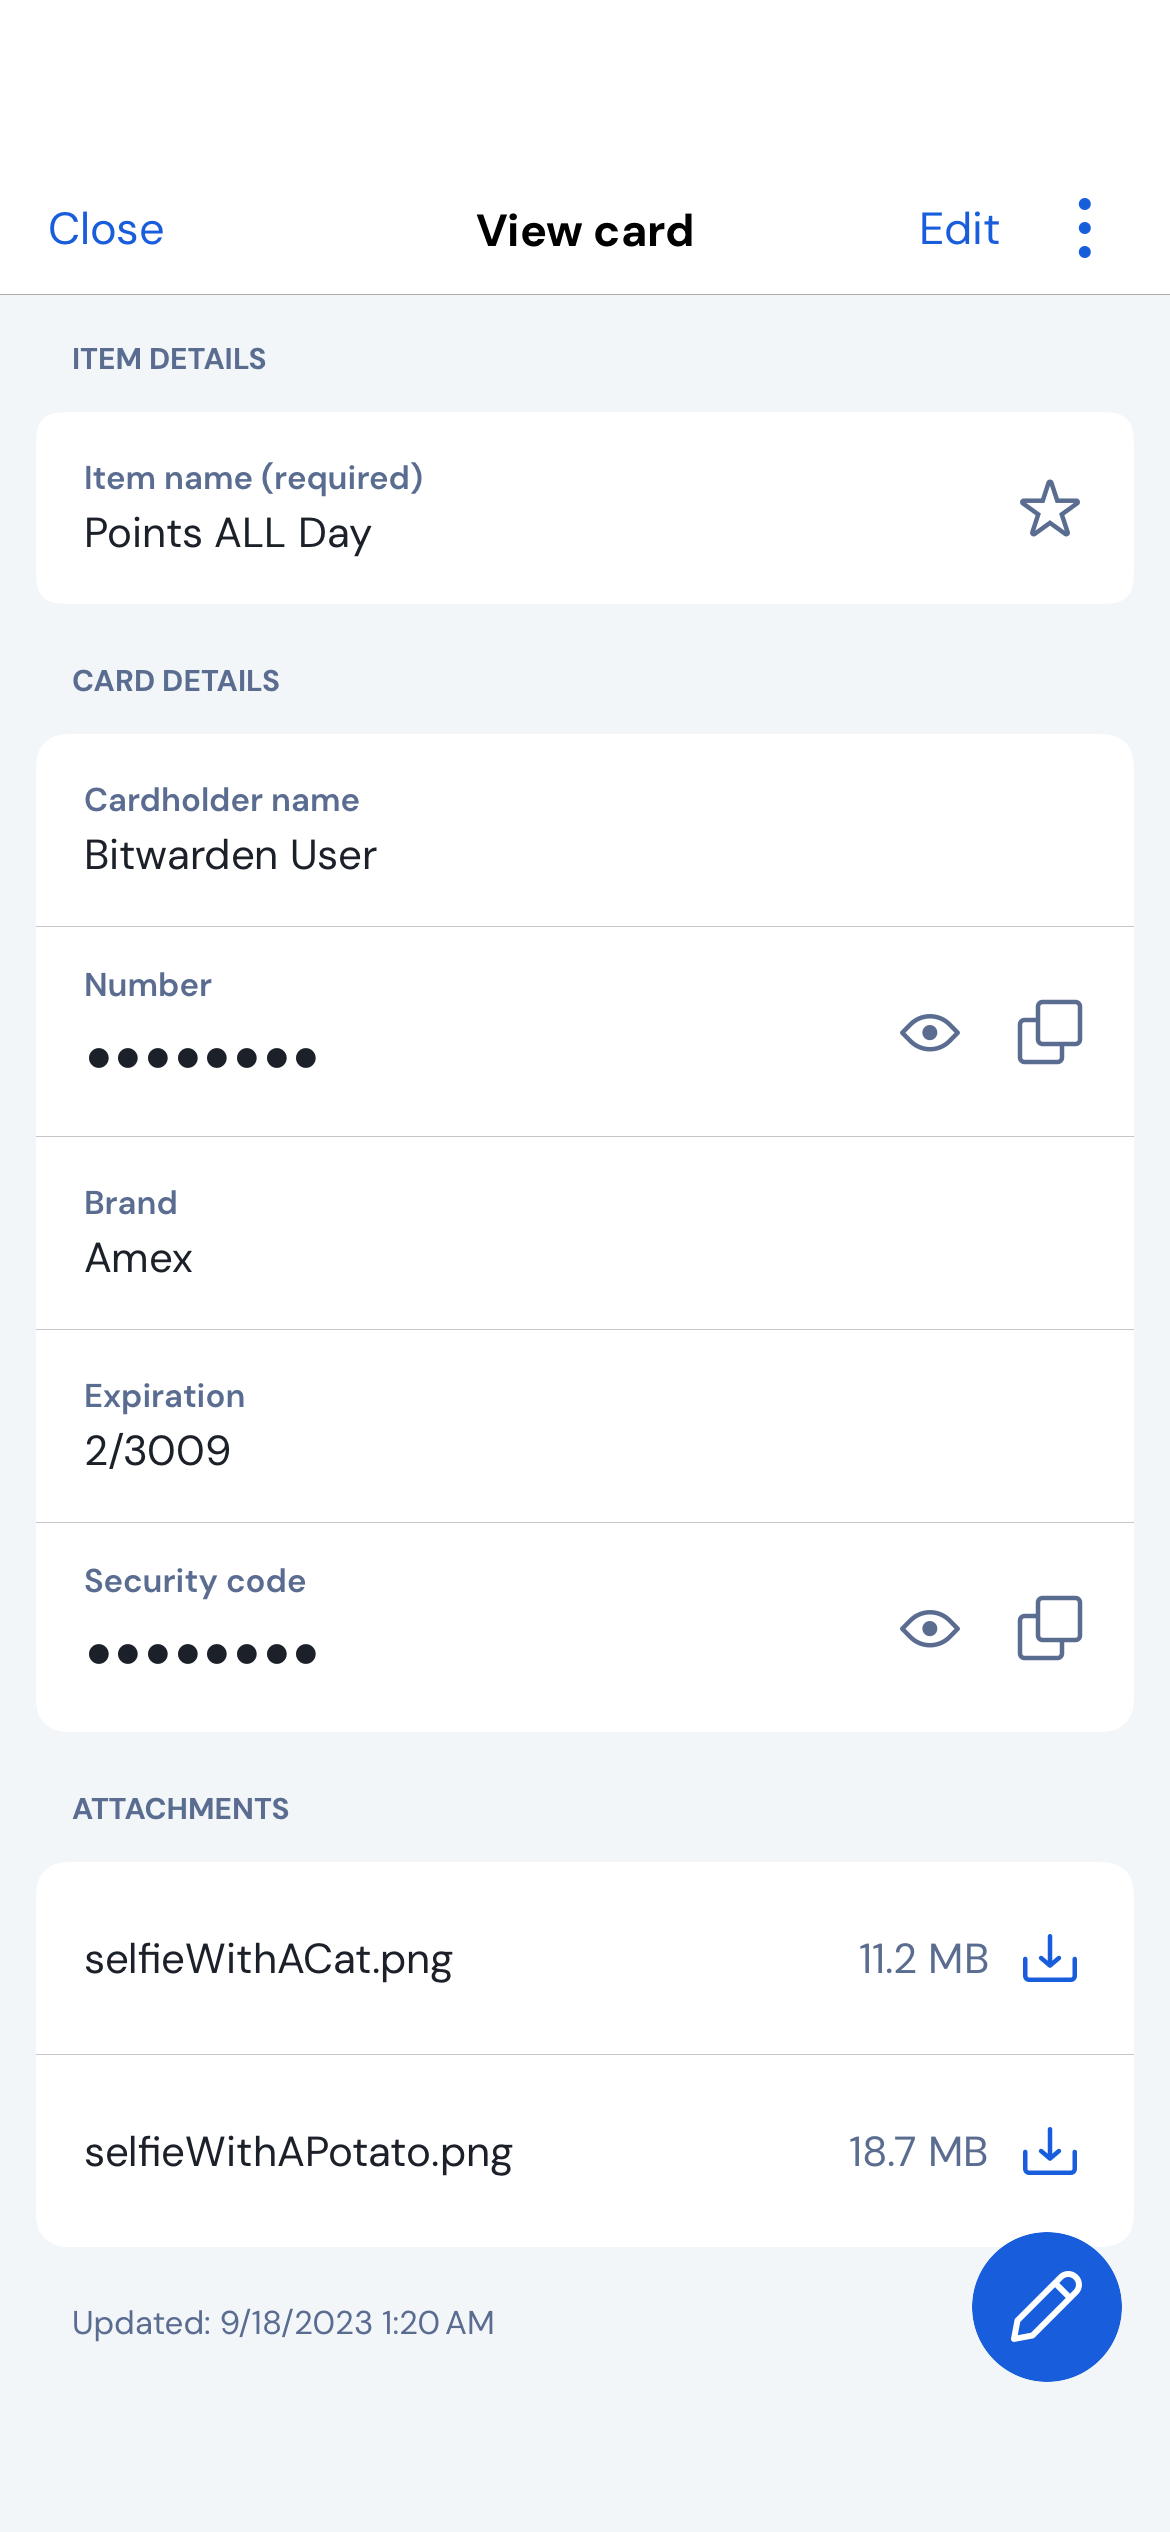 Close
View card
Edit
ITEM DETAILS
Item name (required)
Points ALL Day
CARD DETAILS
Cardholder name
Bitwarden User
Number
●●●●●●●●
Brand
Amex
Expiration
2/3009
Security code
●●●●●●●●
ATTACHMENTS
selfieWithACat.png 11.2 MB
selfieWithAPotato.png 18.7 MB
Updated: 9/18/2023 1:20 AM